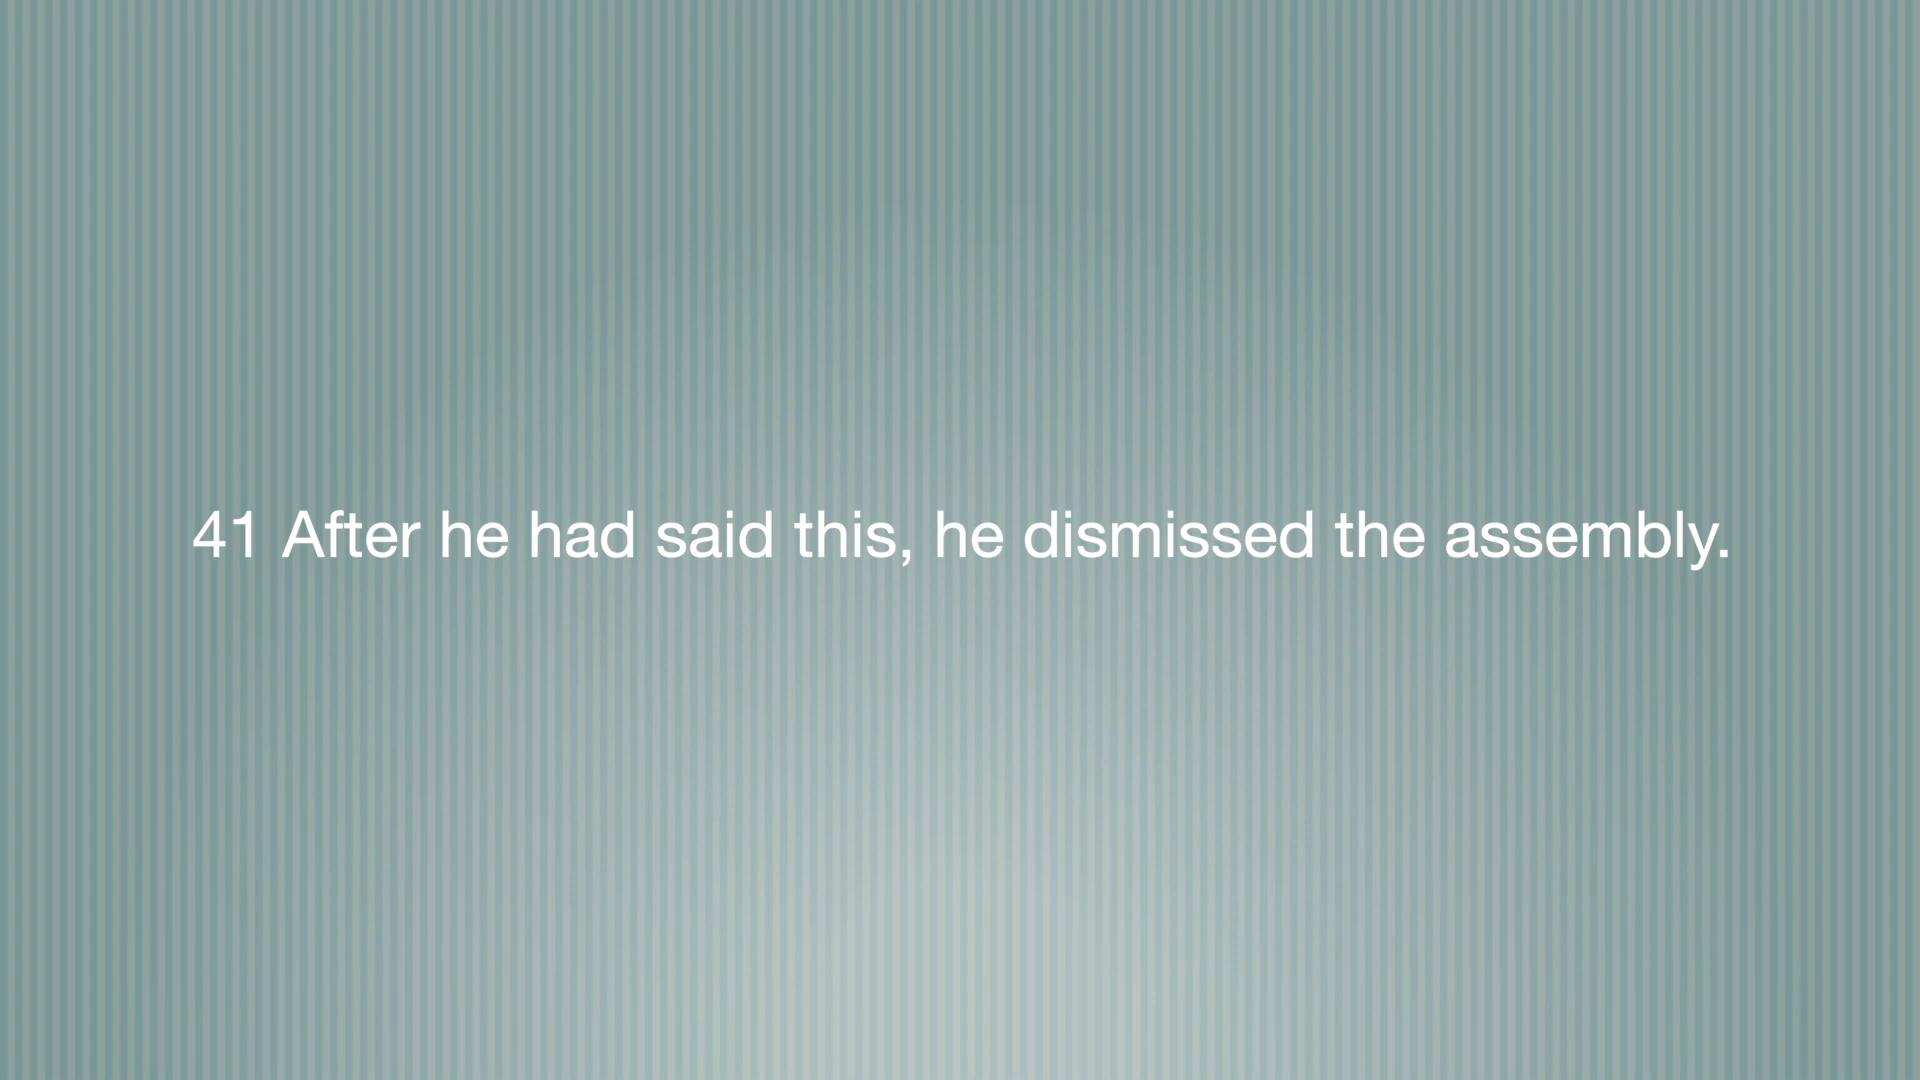 41 After he had said this, he dismissed the assembly.